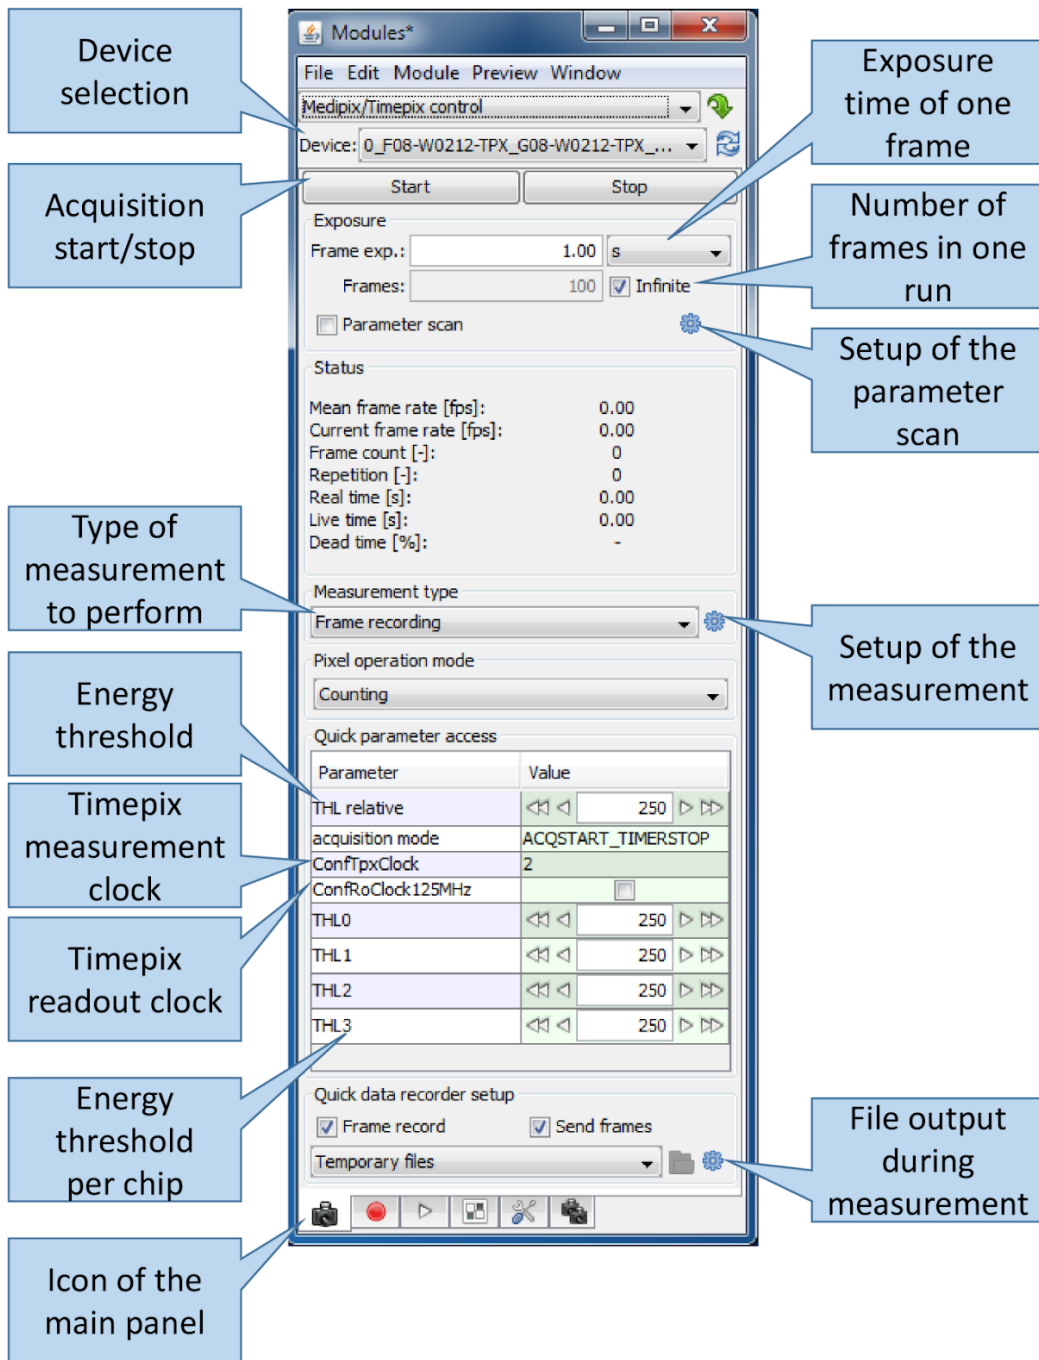 Device
selection
Acquisition
start/stop
Type of
measurement
to perform
Energy
threshold
Timepix
measurement
clock
Timepix
readout clock
Energy
threshold
per chip
Icon of the
main panel
Modules*
File Edit Module Preview Window
Medipix/Timepix control
Device: 0_F08-W0212-TPX_G08-W0212-TPX_...
Start Stop
Exposure
Frame exp.: 1.00 s
Frames: 100 Infinite
Parameter scan
Status
Mean frame rate [fps]: 0.00
Current frame rate [fps]: 0.00
Frame count [-]: 0
Repetition [-]: 0
Real time [s]: 0.00
Live time [s]: 0.00
Dead time [%]: -
Measurement type
Frame recording
Pixel operation mode
Counting
Quick parameter access
Parameter Value
THL relative 250
acquisition mode ACQSTART_TIMERSTOP
ConfTpxClock 2
ConfRoClock125MHz
THL0 250
THL1 250
THL2 250
THL3 250
Quick data recorder setup
Frame record Send frames
Temporary files
Exposure
time of one
frame
Number of
frames in one
run
Setup of the
parameter
scan
Setup of the
measurement
File output
during
measurement